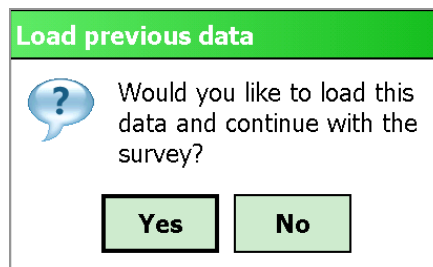 Load previous data
?
Would you like to load this
data and continue with the
survey?
Yes No